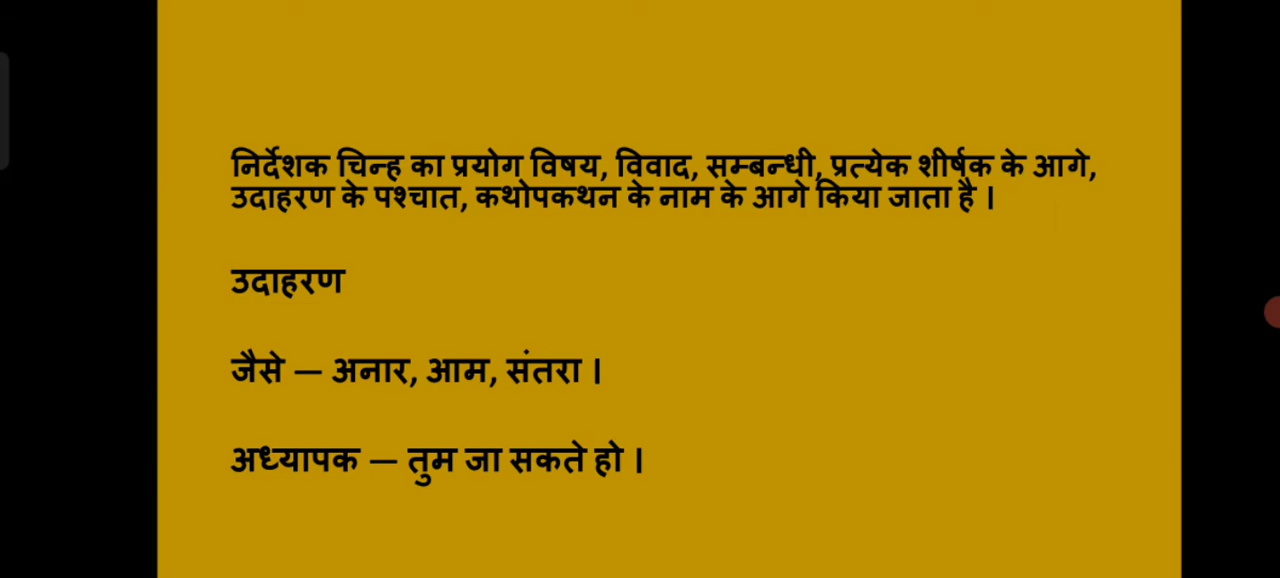 निर्देशक चिन्ह का प्रयोग विषय, विवाद, सम्बन्धी, प्रत्येक शीर्षक के आगे,
उदाहरण के पश्चात, कथोपकथन के नाम के आगे किया जाता है ।
उदाहरण
जैसे — अनार, आम, संतरा ।
अध्यापक — तुम जा सकते हो ।